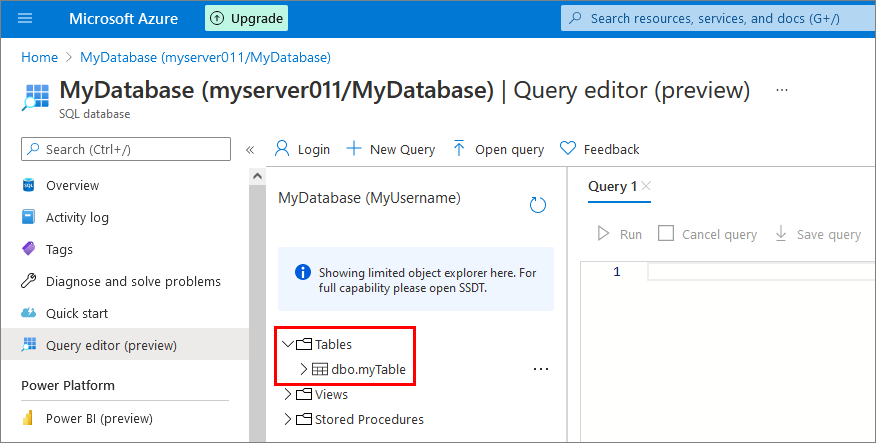 Microsoft Azure
Upgrade
Search resources, services, and docs (G+/)
Home > MyDatabase (myserver011/MyDatabase)
MyDatabase (myserver011/MyDatabase) | Query editor (preview) ...
SQL database
Search (Ctrl+/)
«
Overview
Activity log
Tags
Diagnose and solve problems
Quick start
Query editor (preview)
Power Platform
Power BI (preview)
Login
New Query
Open query
Feedback
MyDatabase (MyUsername)
Showing limited object explorer here. For
full capability please open SSDT.
Tables
dbo.myTable
...
Views
Stored Procedures
Query 1
Run
Cancel query
Save query
1